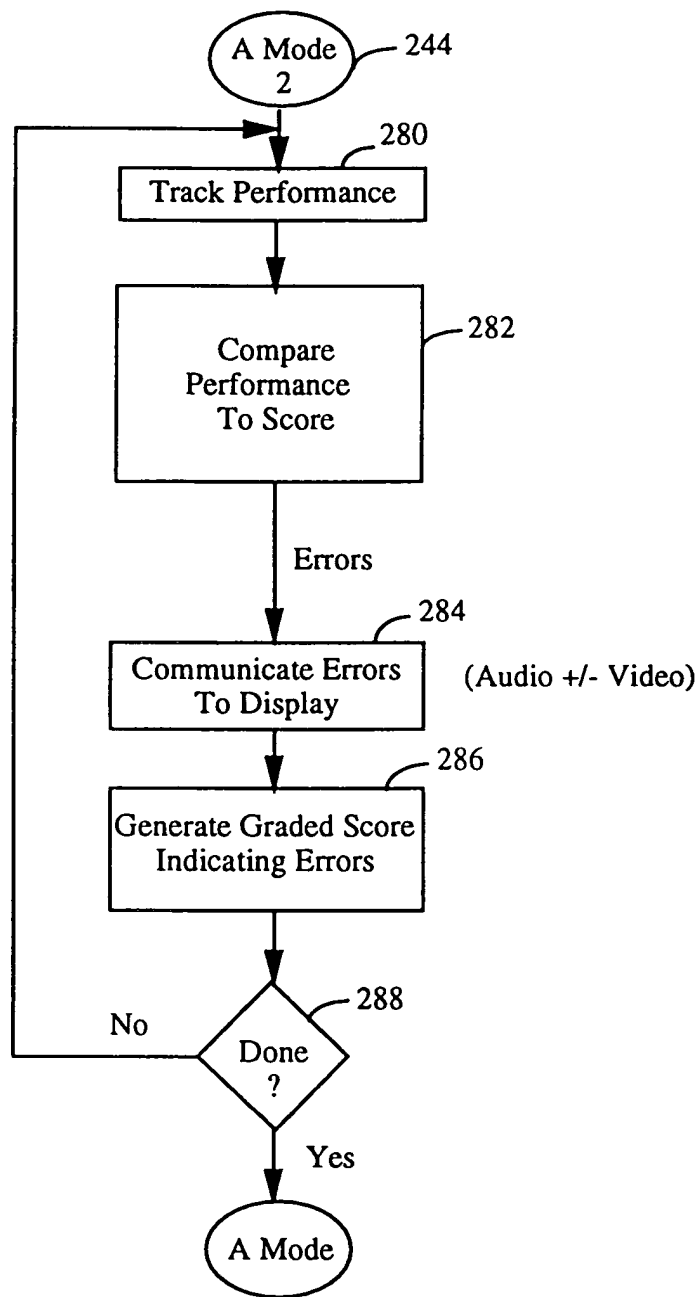 A Mode
2
244
280
Track Performance
282
Compare
Performance
To Score
Errors
284
Communicate Errors
To Display
(Audio +/- Video)
286
Generate Graded Score
Indicating Errors
288
No
Done
?
Yes
A Mode